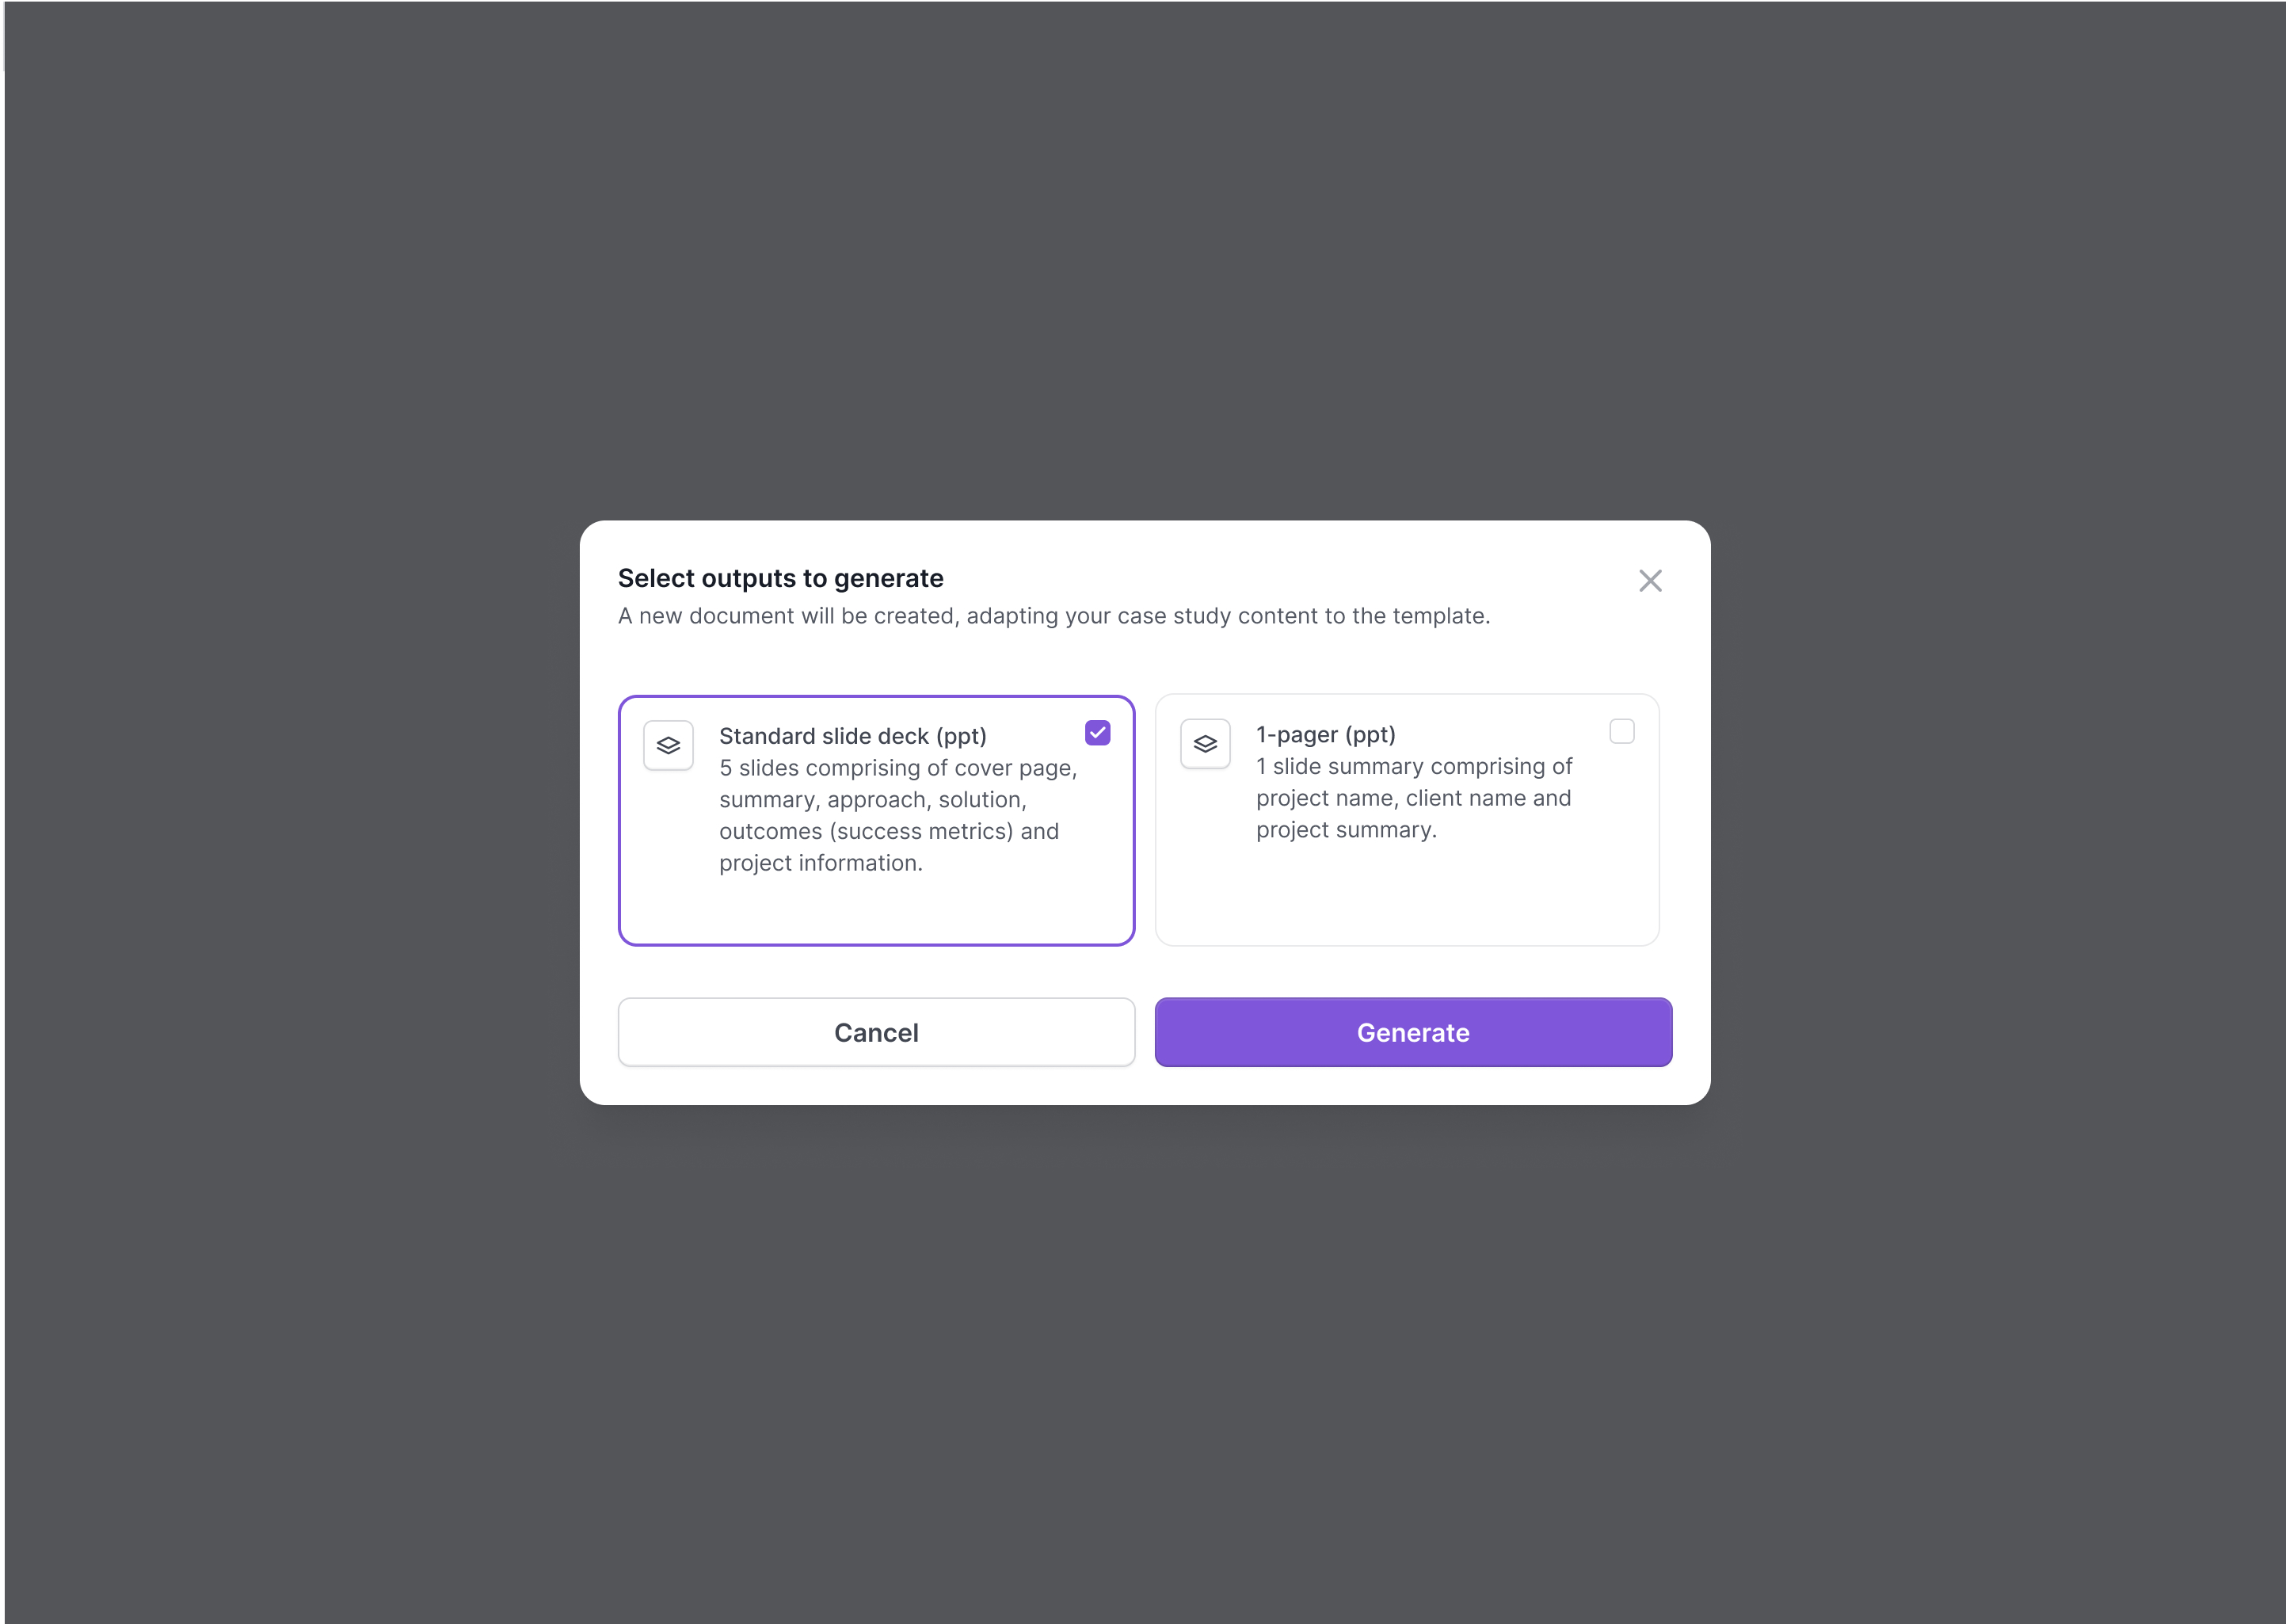 Select outputs to generate
A new document will be created, adapting your case study content to the template.
Standard slide deck (ppt)
5 slides comprising of cover page,
summary, approach, solution,
outcomes (success metrics) and
project information.
1-pager (ppt)
1 slide summary comprising of
project name, client name and
project summary.
Cancel
Generate